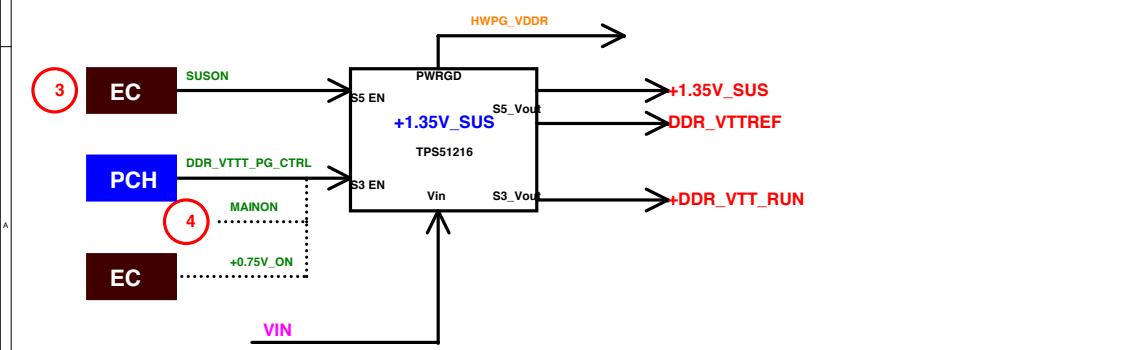 HWPG_VDDR
3
EC
SUSON
PWRGD
S5 EN
S5_Vout
+1.35V_SUS
+1.35V_SUS
DDR_VTTREF
TPS51216
PCH
DDR_VTTT_PG_CTRL
S3 EN
Vin
S3_Vout
+DDR_VTT_RUN
4
MAINON
A
EC
+0.75V_ON
VIN